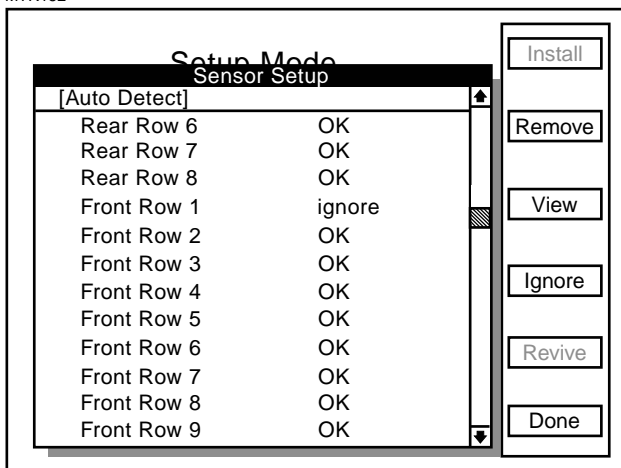 Setup Mode
Sensor Setup
[Auto Detect]
Rear Row 6 OK
Rear Row 7 OK
Rear Row 8 OK
Front Row 1 ignore
Front Row 2 OK
Front Row 3 OK
Front Row 4 OK
Front Row 5 OK
Front Row 6 OK
Front Row 7 OK
Front Row 8 OK
Front Row 9 OK
Install
Remove
View
Ignore
Revive
Done